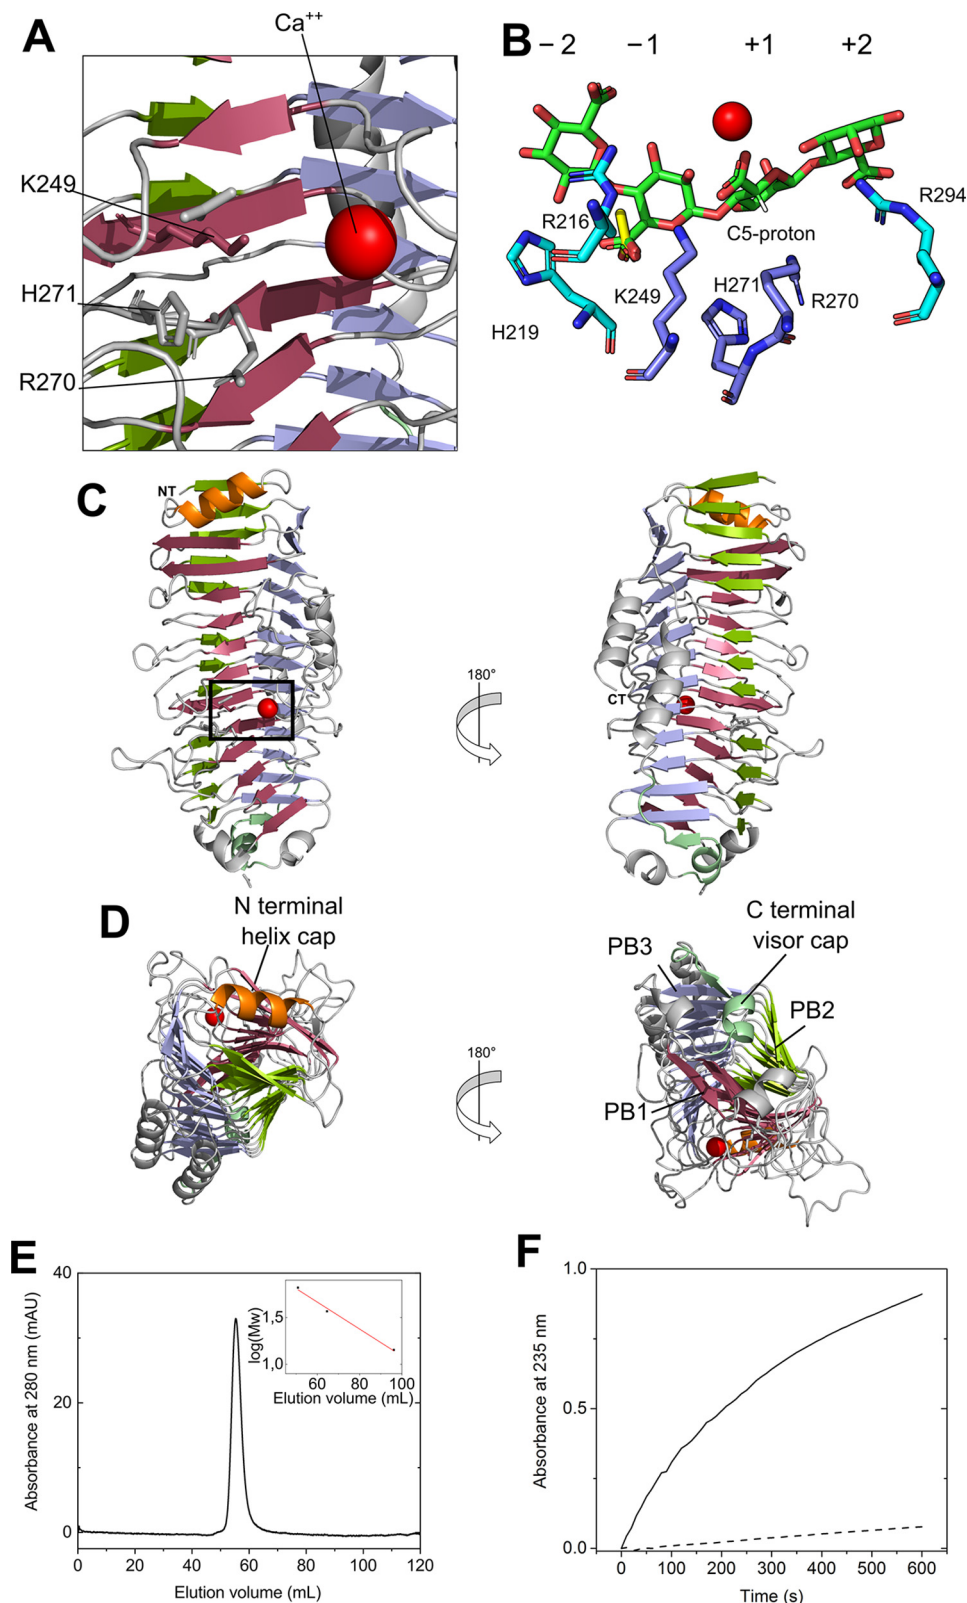 A
Ca++
K249
H271
R270
B
– 2
–1
+1
+2
R216
C5-proton
R294
H271
K249
R270
H219
C
NT
180°
CT
D
N terminal
helix cap
C terminal
visor cap
PB3
PB2
PB1
180°
E
Absorbance at 280 nm (mAU)
40
20
0
0
20
40
60
80
100
120
Elution volume (mL)
log(Mw)
1,5
1,0
60
80
100
Elution volume (mL)
F
Absorbance at 235 nm
1.0
0.5
0.0
0
100
200
300
400
500
600
Time (s)